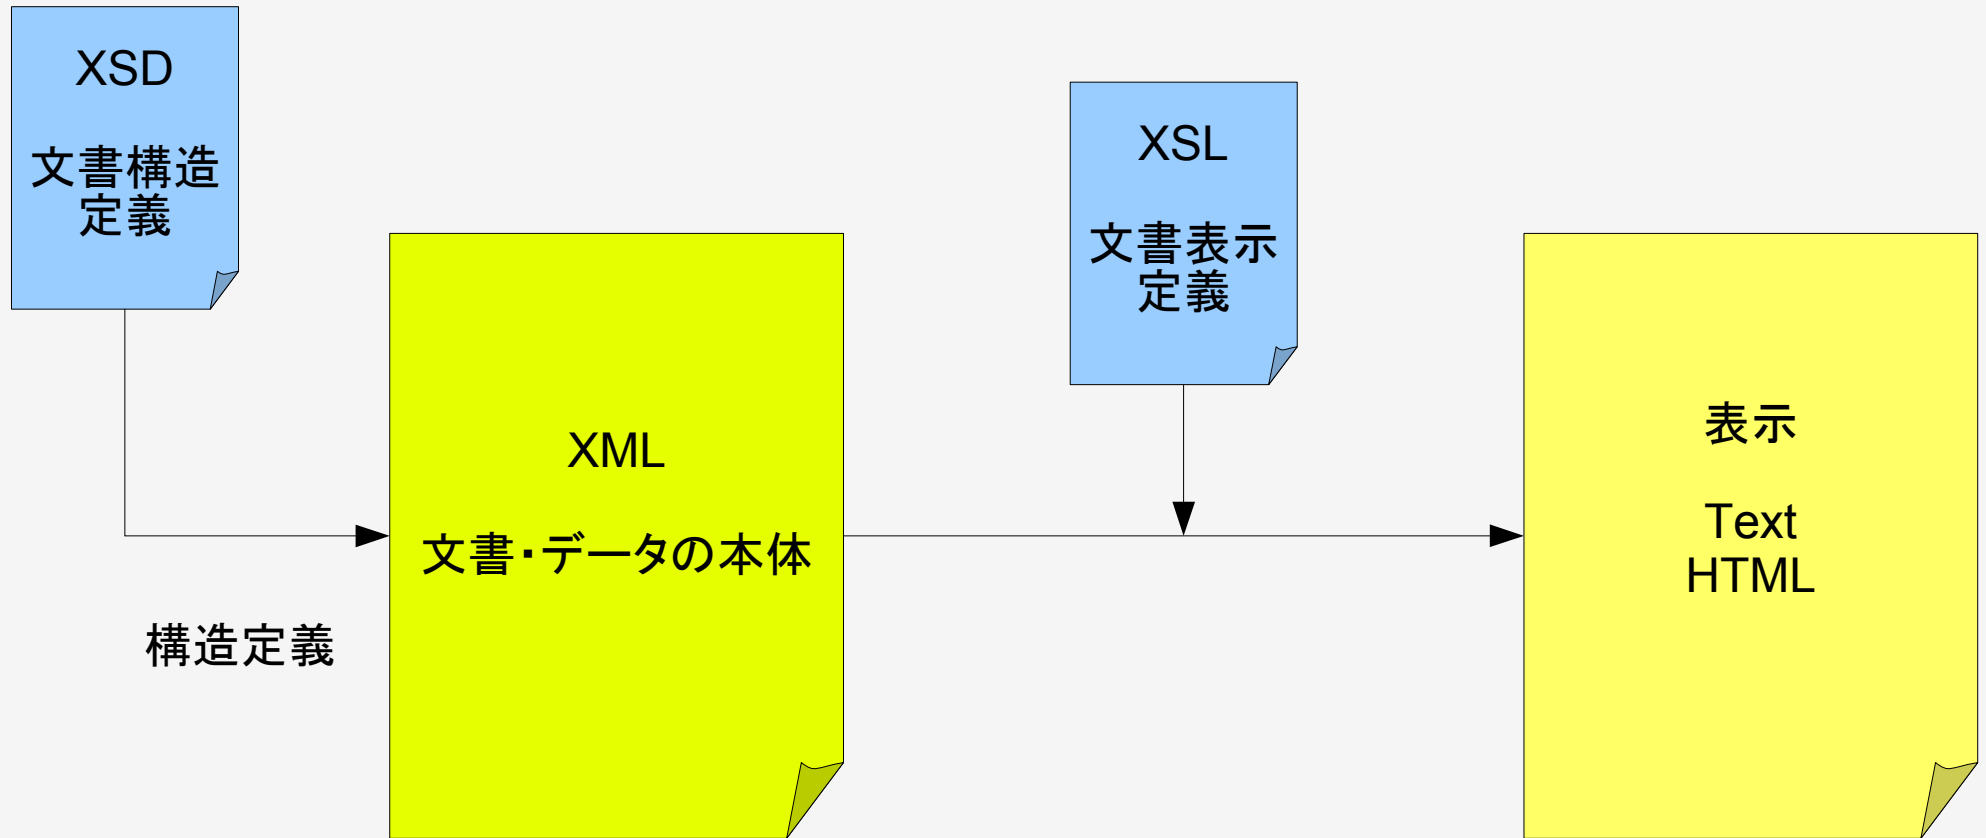 XSD
文書構造
定義
XSL
文書表示
定義
XML
文書・データの本体
構造定義
表示
Text
HTML